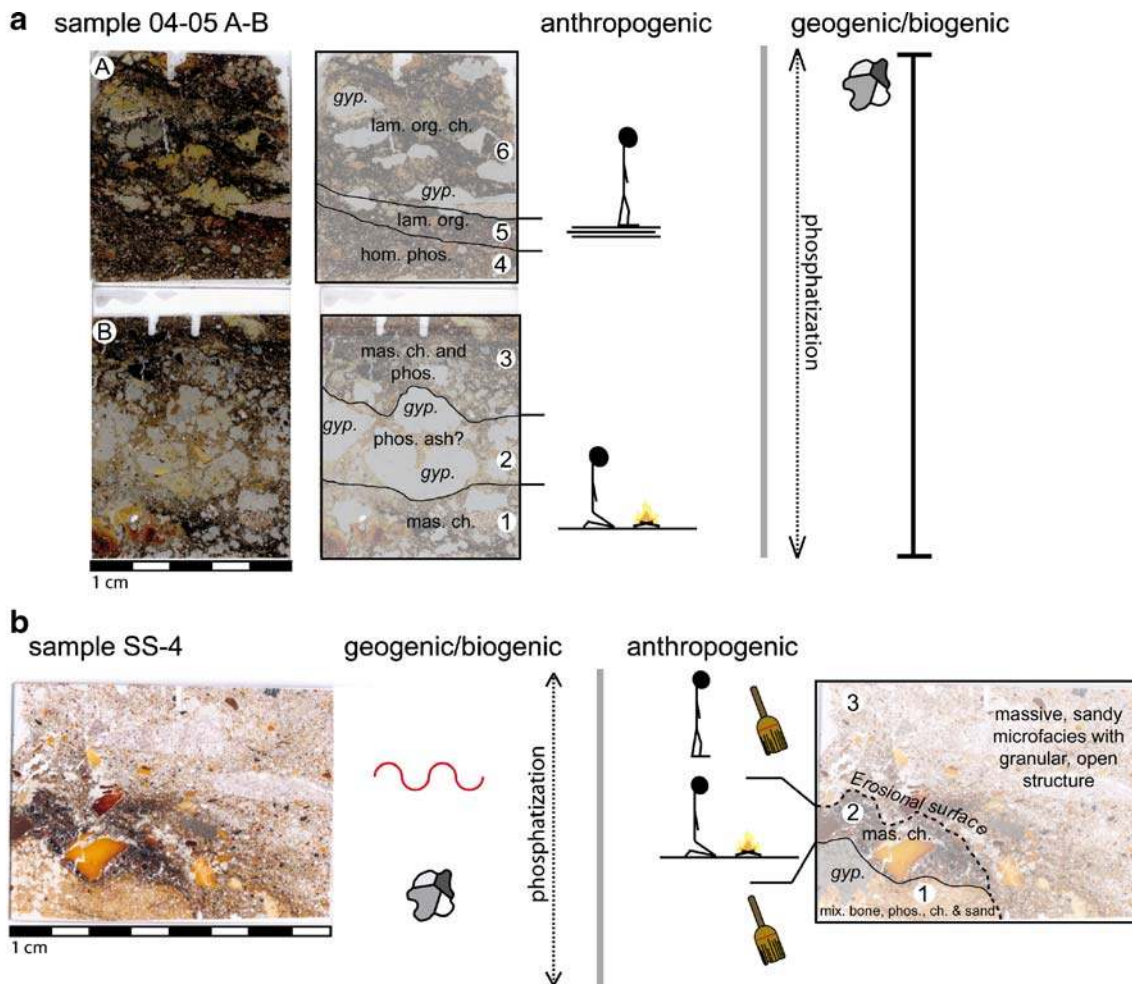 a
sample 04-05 A-B
anthropogenic
geogenic/biogenic
A
gyp.
lam. org. ch.
6
gyp.
lam. org.
5
hom. phos.
4
phosphatization
B
mas. ch. and
phos.
3
gyp.
gyp.
phos. ash?
2
gyp.
mas. ch.
1
1 cm
b
sample SS-4
geogenic/biogenic
anthropogenic
phosphatization
3
massive, sandy
microfacies with
granular, open
structure
Erosional surface
2
mas. ch.
gyp.
1
mix. bone, phos., ch. & sand
1 cm